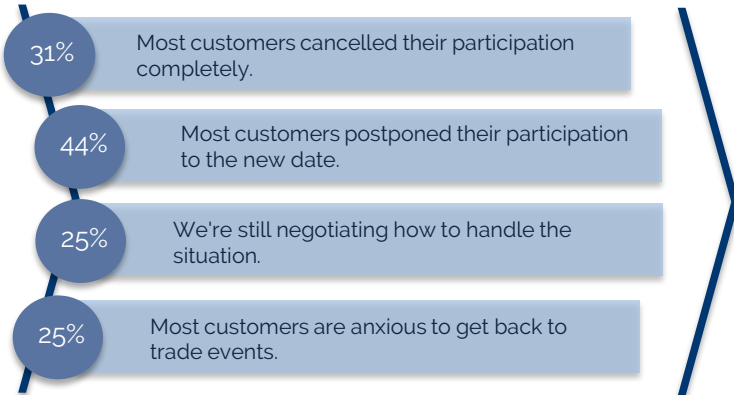 31%
Most customers cancelled their participation
completely.
44%
Most customers postponed their participation
to the new date.
25%
We're still negotiating how to handle the
situation.
25%
Most customers are anxious to get back to
trade events.